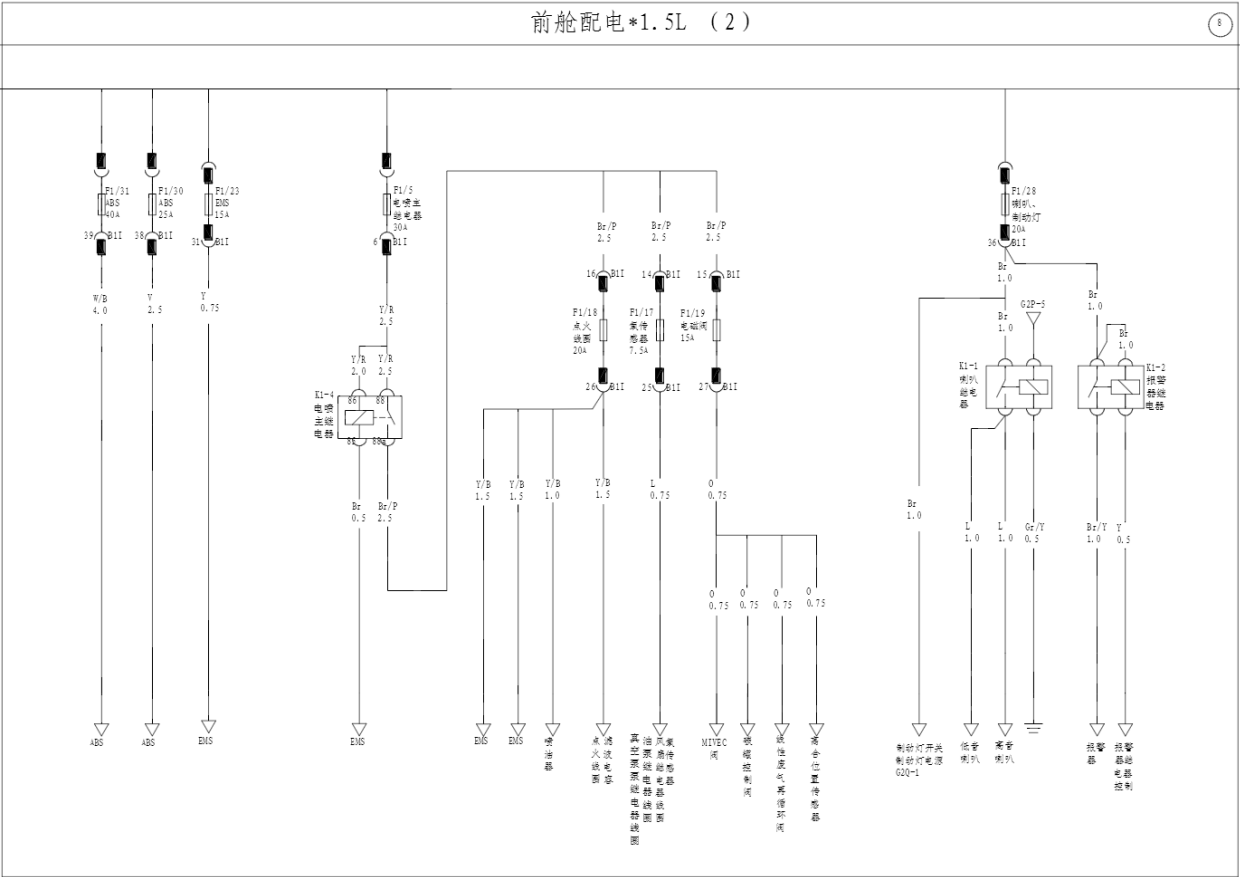 前舱配电*1.5L （2）
8
F1/31
ABS
40A
F1/30
ABS
25A
F1/23
EMS
15A
F1/5
电喷主
继电器
30A
F1/28
喇叭、
制动灯
20A
39 B1I
38 B1I
31 B1I
6 B1I
36 B1I
Br/P
2.5
Br/P
2.5
Br/P
2.5
16 B1I
14 B1I
15 B1I
W/B
4.0
V
2.5
Y
0.75
Y/R
2.5
Br
1.0
Br
1.0
G2P-5
Br
1.0
Br
1.0
F1/18
点火
线圈
20A
F1/17
氧传
感器
7.5A
F1/19
电磁阀
15A
Y/R
2.0
Y/R
2.5
K1-4
电喷
主继
电器
86 88
85 88a
26 B1I
25 B1I
27 B1I
K1-1
喇叭
继电
器
K1-2
报警
器继
电器
Y/B
1.5
Y/B
1.5
Y/B
1.0
Y/B
1.5
L
0.75
O
0.75
Br
0.5
Br/P
2.5
Br
1.0
L
1.0
L
1.0
Gr/Y
0.5
Br/Y
1.0
Y
0.5
O
0.75
O
0.75
O
0.75
O
0.75
ABS
ABS
EMS
EMS
EMS
EMS
喷油器
点火线圈
滤波电容
真空泵继电器线圈
油泵继电器线圈
风扇继电器线圈
氧传感器
MIVEC
阀
碳罐控制阀
线性废气再循环阀
离合位置传感器
制动灯开关
制动灯电源
G2Q-1
低音
喇叭
高音
喇叭
报警
器
报警
器继
电器
控制